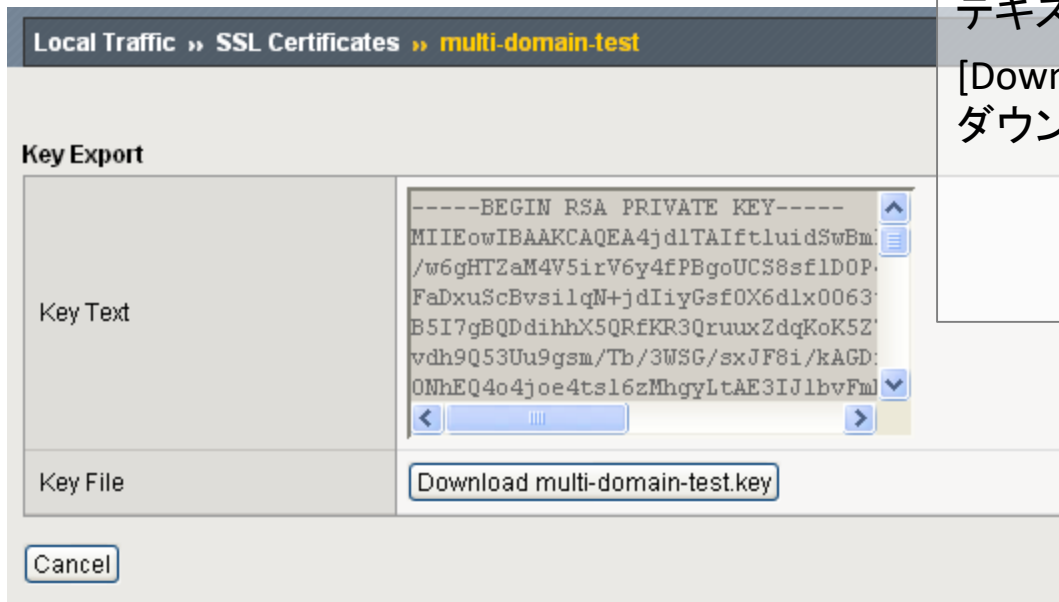 テキス
[Down
ダウン
Local Traffic » SSL Certificates » multi-domain-test
Key Export
Key Text
-----BEGIN RSA PRIVATE KEY-----
MIIEowIBAAKCAQEA4jdlTAIftluidSwBm
/w6gHTZaM4V5irV6y4fPBgoUCS8sflDOP
FaDxuScBvsilqN+jdIiyGsf0X6dlx0063
B5I7gBQDdihhX5QRfKR3QruuxZdqKoK5Z
vdh9Q53Uu9gsm/Tb/3WSG/sxJF8i/kAGD
0NhEQ4o4joe4tsl6zMhgyLtAE3IJlbvFm
Key File
Download multi-domain-test.key
Cancel